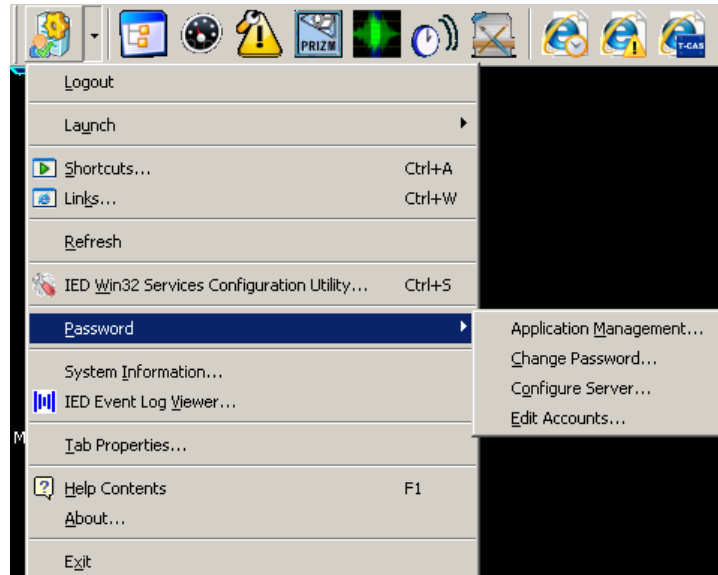 PRIZM
T-CAS
Logout
Launch
Shortcuts... Ctrl+A
Links... Ctrl+W
Refresh
IED Win32 Services Configuration Utility... Ctrl+S
Password
Application Management...
Change Password...
Configure Server...
Edit Accounts...
System Information...
IED Event Log Viewer...
M
Tab Properties...
Help Contents F1
About...
Exit